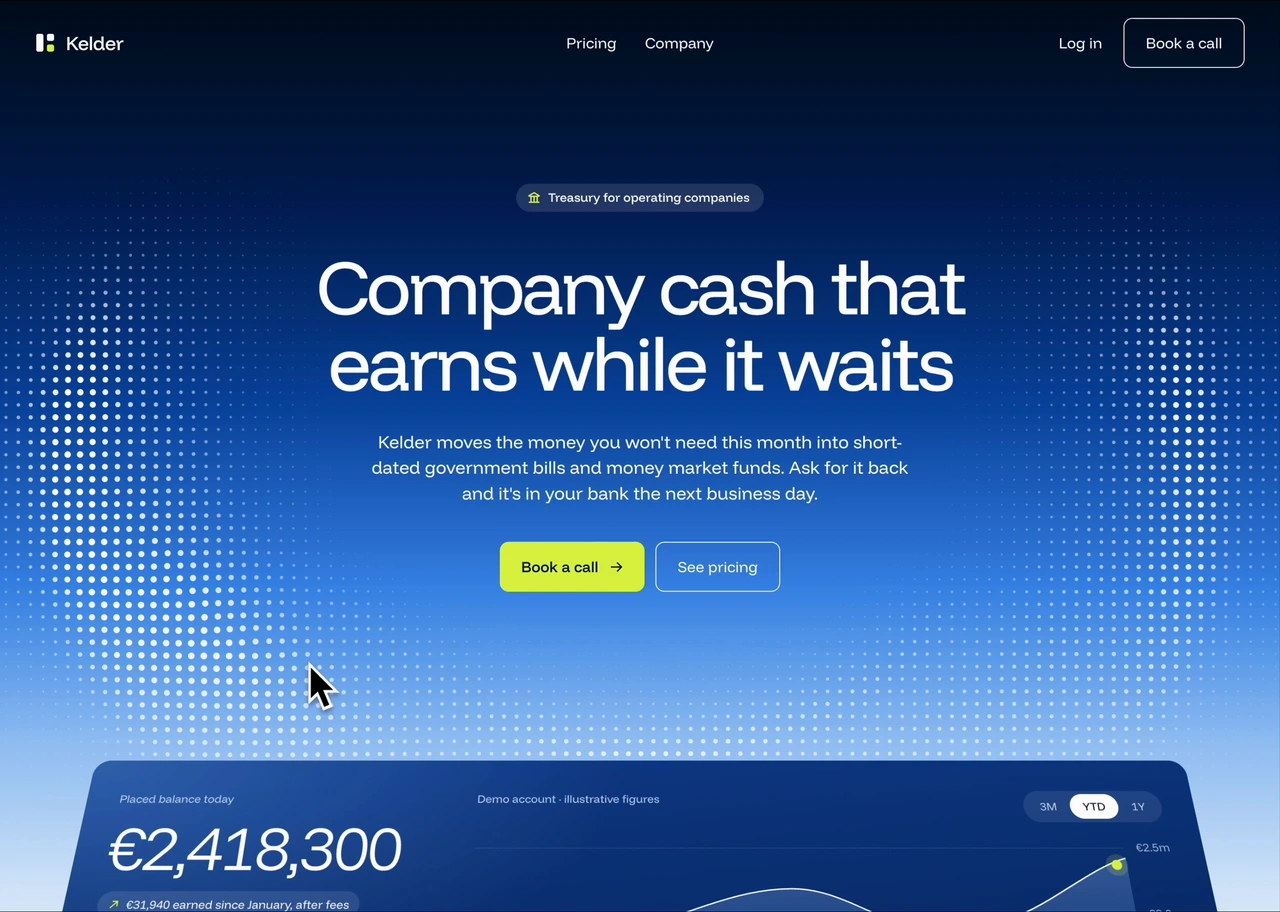 Kelder
Pricing
Company
Log in
Book a call
Treasury for operating companies
Company cash that
earns while it waits
Kelder moves the money you won't need this month into short-
dated government bills and money market funds. Ask for it back
and it's in your bank the next business day.
Book a call →
See pricing
Placed balance today
Demo account · illustrative figures
3M
YTD
1Y
€2,418,300
€2.5m
€31,940 earned since January, after fees